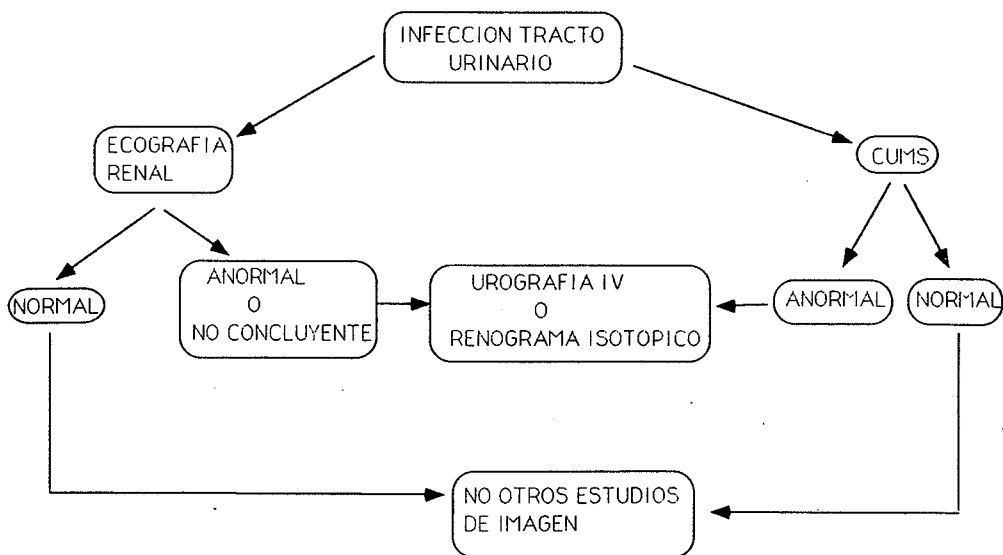 INFECCION TRACTO
URINARIO
ECOGRAFIA
RENAL
CUMS
NORMAL
ANORMAL
O
NO CONCLUYENTE
UROGRAFIA IV
O
RENOGRAMA ISOTOPICO
ANORMAL
NORMAL
NO OTROS ESTUDIOS
DE IMAGEN